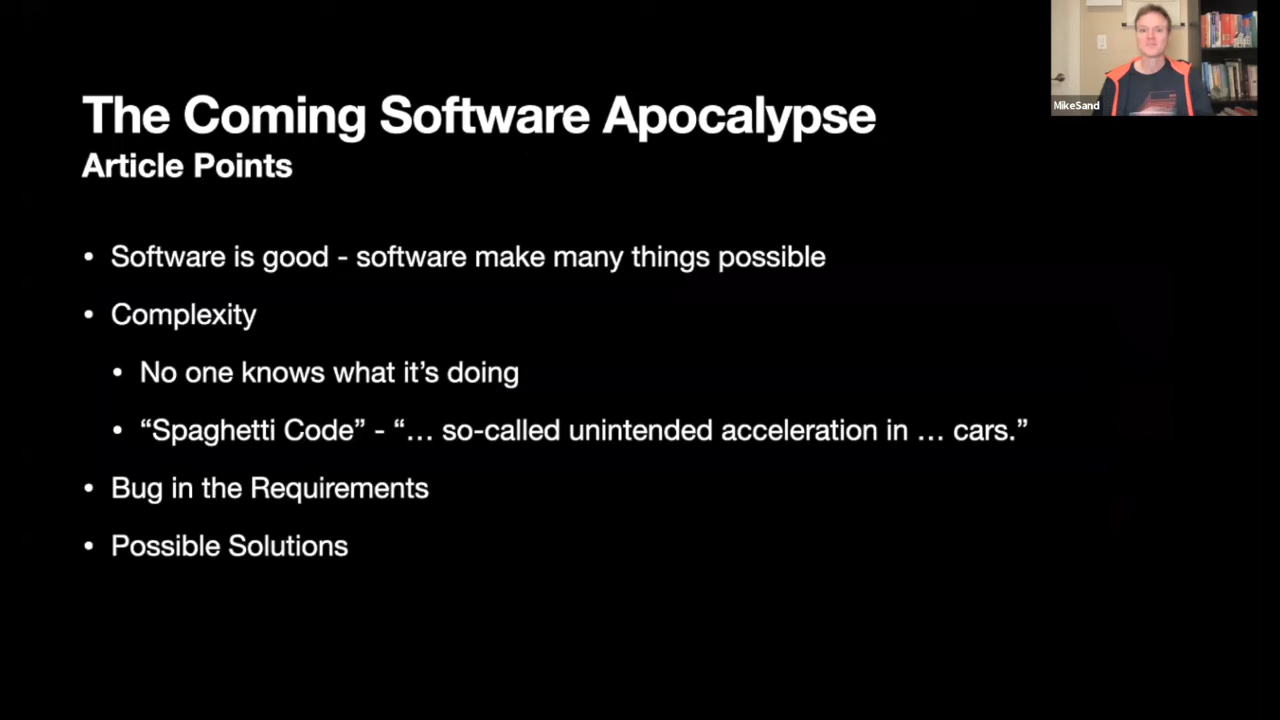 The Coming Software Apocalypse
Article Points
• Software is good - software make many things possible
• Complexity
• No one knows what it’s doing
• “Spaghetti Code” - “… so-called unintended acceleration in … cars.”
• Bug in the Requirements
• Possible Solutions
MikeSand